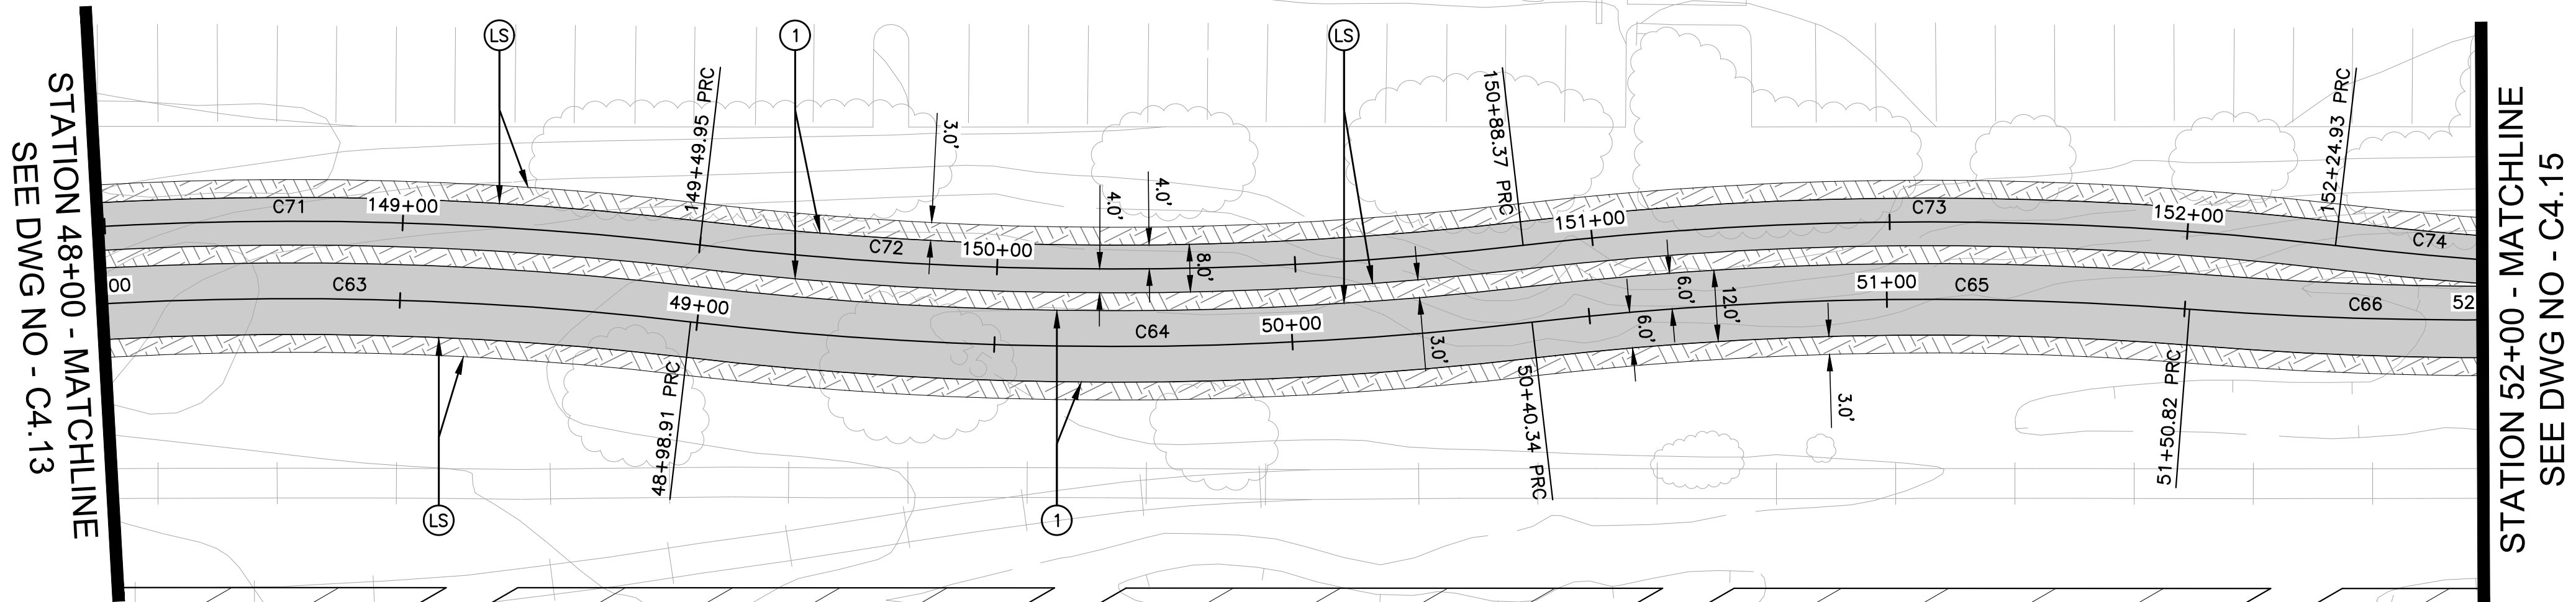 STATION 48+00 - MATCHLINE
SEE DWG NO - C4.13
LS
1
LS
149+49.95 PRC
150+88.37 PRC
152+24.93 PRC
3.0'
4.0'
4.0'
8.0'
C71
149+00
C72
150+00
151+00
C73
152+00
C74
00
C63
49+00
C64
50+00
3.0'
6.0'
6.0'
12.0'
51+00
C65
C66
52
3.0'
48+98.91 PRC
50+40.34 PRC
51+50.82 PRC
LS
1
STATION 52+00 - MATCHLINE
SEE DWG NO - C4.15